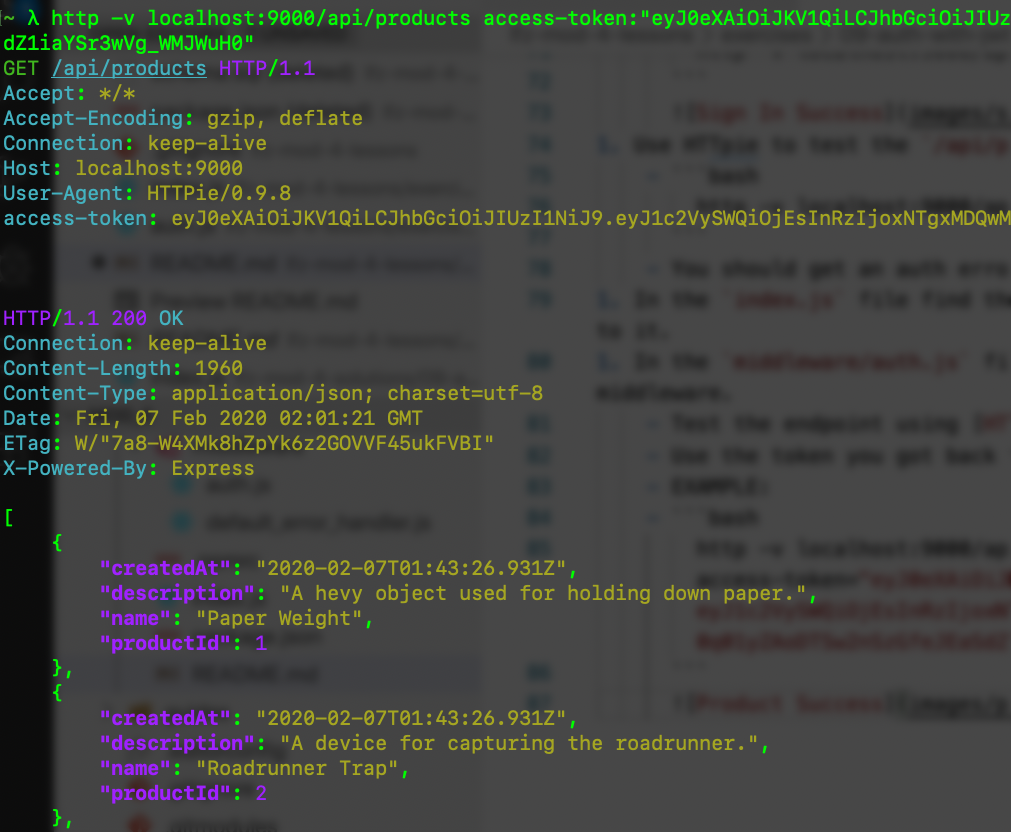 ~ λ http -v localhost:9000/api/products access-token:"eyJ0eXAiOiJKV1QiLCJhbGciOiJIUz
dZ1iaYSr3wVg_WMJWuH0"
GET /api/products HTTP/1.1
Accept: */*
Accept-Encoding: gzip, deflate
Connection: keep-alive
Host: localhost:9000
User-Agent: HTTPie/0.9.8
access-token: eyJ0eXAiOiJKV1QiLCJhbGciOiJIUzI1NiJ9.eyJ1c2VySWQiOjEsInRzIjoxNTgxMDQwM
HTTP/1.1 200 OK
Connection: keep-alive
Content-Length: 1960
Content-Type: application/json; charset=utf-8
Date: Fri, 07 Feb 2020 02:01:21 GMT
ETag: W/"7a8-W4XMk8hZpYk6z2GOVVF45ukFVBI"
X-Powered-By: Express
[
{
"createdAt": "2020-02-07T01:43:26.931Z",
"description": "A hevy object used for holding down paper.",
"name": "Paper Weight",
"productId": 1
},
{
"createdAt": "2020-02-07T01:43:26.931Z",
"description": "A device for capturing the roadrunner.",
"name": "Roadrunner Trap",
"productId": 2
},